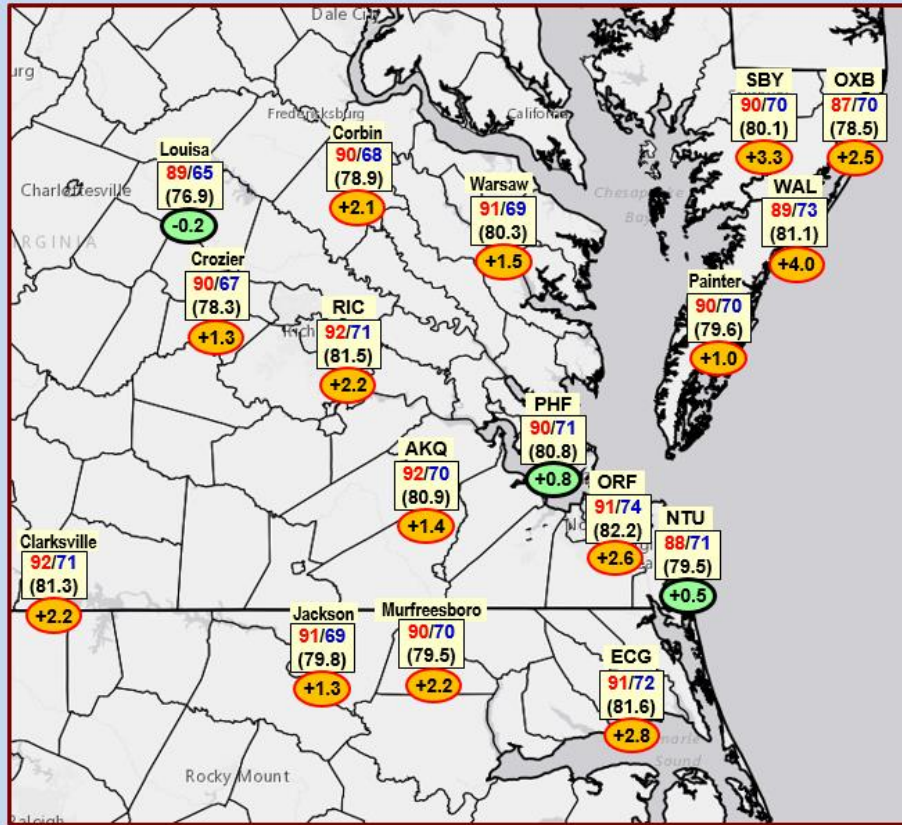 Dale City
urg
Fredericksburg
California
SBY
90/70
(80.1)
+3.3
OXB
87/70
(78.5)
+2.5
Louisa
89/65
(76.9)
-0.2
Corbin
90/68
(78.9)
+2.1
Charlottesville
Warsaw
91/69
(80.3)
+1.5
Chesapeake
Bay
WAL
89/73
(81.1)
+4.0
IRGINIA
Crozier
90/67
(78.3)
+1.3
RIC
92/71
(81.5)
+2.2
Painter
90/70
(79.6)
+1.0
PHF
90/71
(80.8)
+0.8
AKQ
92/70
(80.9)
+1.4
ORF
91/74
(82.2)
+2.6
NTU
88/71
(79.5)
+0.5
Clarksville
92/71
(81.3)
+2.2
Jackson
91/69
(79.8)
+1.3
Murfreesboro
90/70
(79.5)
+2.2
ECG
91/72
(81.6)
+2.8
Sound
Rocky Mount
Raleigh